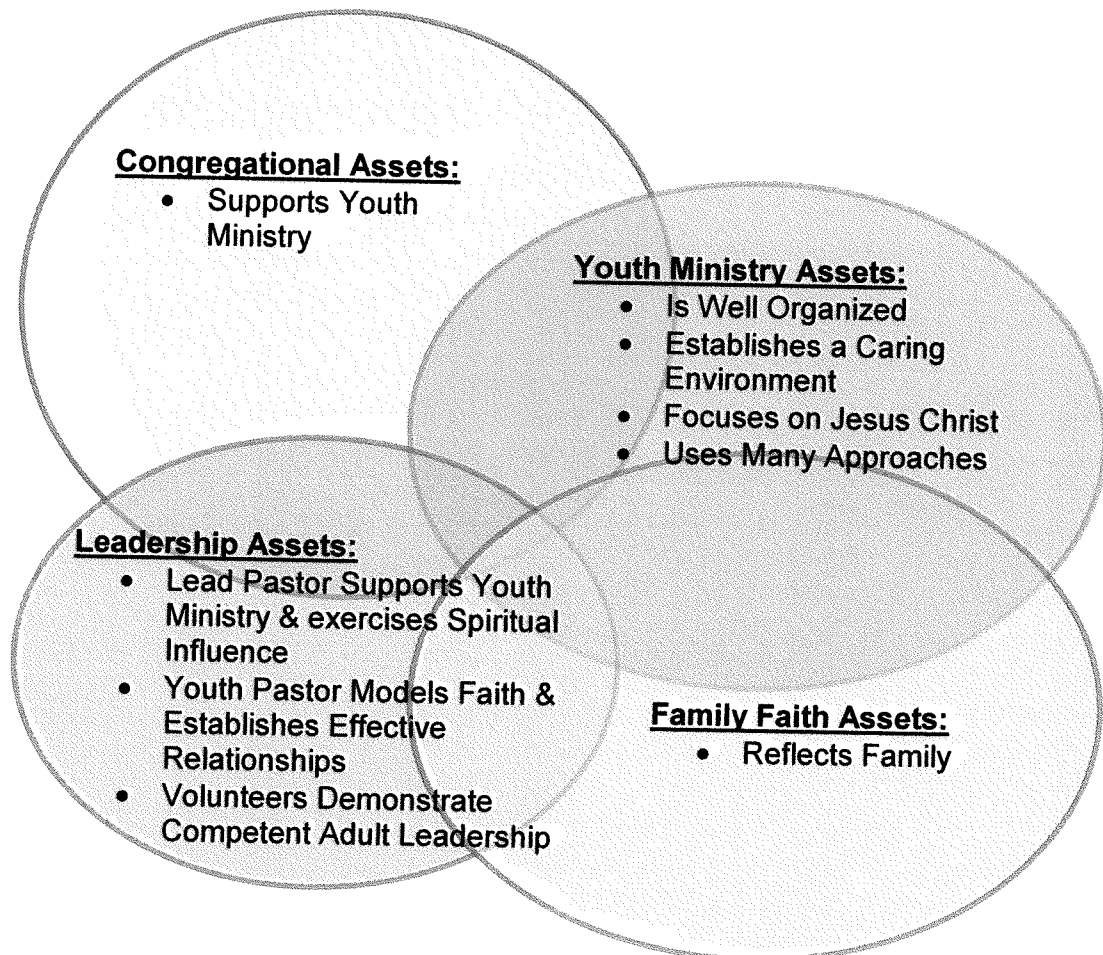 Congregational Assets:
• Supports Youth
Ministry
Youth Ministry Assets:
• Is Well Organized
• Establishes a Caring
Environment
• Focuses on Jesus Christ
• Uses Many Approaches
Leadership Assets:
• Lead Pastor Supports Youth
Ministry & exercises Spiritual
Influence
• Youth Pastor Models Faith &
Establishes Effective
Relationships
• Volunteers Demonstrate
Competent Adult Leadership
Family Faith Assets:
• Reflects Family